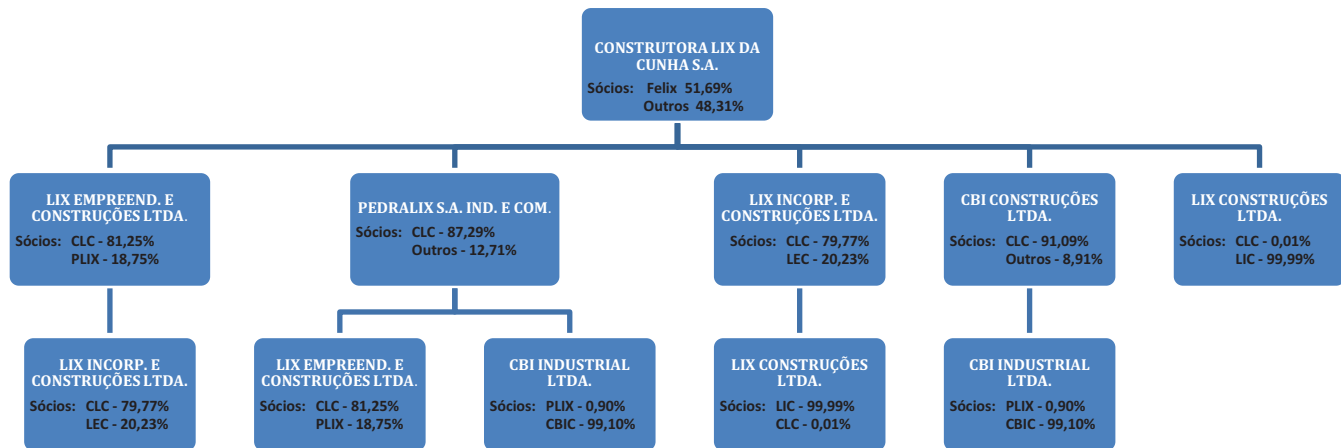 CONSTRUTORA LIX DA
CUNHA S.A.
Sócios: Felix 51,69%
Outros 48,31%
LIX EMPREEND. E
CONSTRUÇÕES LTDA.
Sócios: CLC - 81,25%
PLIX - 18,75%
PEDRALIX S.A. IND. E COM.
Sócios: CLC - 87,29%
Outros - 12,71%
LIX INCORP. E
CONSTRUÇÕES LTDA.
Sócios: CLC - 79,77%
LEC - 20,23%
CBI CONSTRUÇÕES
LTDA.
Sócios: CLC - 91,09%
Outros - 8,91%
LIX CONSTRUÇÕES
LTDA.
Sócios: CLC - 0,01%
LIC - 99,99%
LIX INCORP. E
CONSTRUÇÕES LTDA.
Sócios: CLC - 79,77%
LEC - 20,23%
LIX EMPREEND. E
CONSTRUÇÕES LTDA.
Sócios: CLC - 81,25%
PLIX - 18,75%
CBI INDUSTRIAL
LTDA.
Sócios: PLIX - 0,90%
CBIC - 99,10%
LIX CONSTRUÇÕES
LTDA.
Sócios: LIC - 99,99%
CLC - 0,01%
CBI INDUSTRIAL
LTDA.
Sócios: PLIX - 0,90%
CBIC - 99,10%